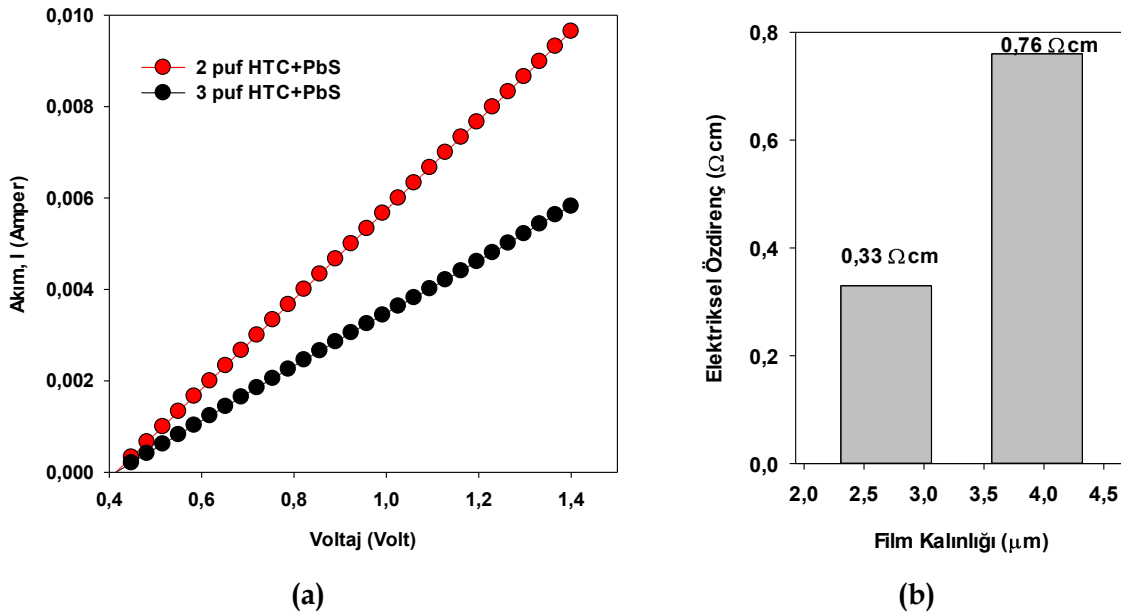 0,010
0,008
0,006
0,004
0,002
0,000
Akım, I (Amper)
2 puf HTC+PbS
3 puf HTC+PbS
0,4 0,6 0,8 1,0 1,2 1,4
Voltaj (Volt)
(a)
0,8
0,6
0,4
0,2
0,0
Elektriksel Özdirenç (Ωcm)
0,76 Ωcm
0,33 Ωcm
2,0 2,5 3,0 3,5 4,0 4,5
Film Kalınlığı (μm)
(b)